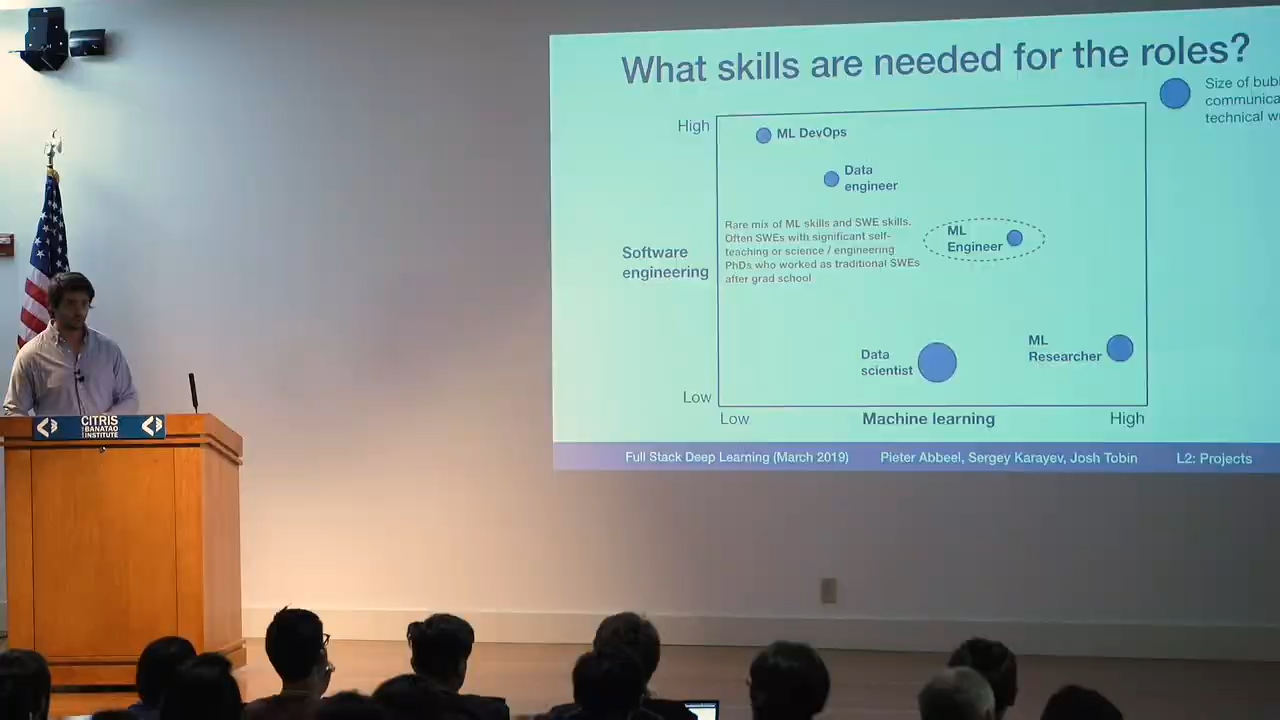 What skills are needed for the roles?
Size of
technical
High
ML DevOps
Data
engineer
Rare mix of ML skills and SWE skills.
Often SWEs with significant self-
teaching or science / engineering
PhDs who worked as traditional SWEs
after grad school
ML
Engineer
Software
engineering
Data
scientist
ML
Researcher
Low
Low
Machine learning
High
Full Stack Deep Learning (March 2019)
Pieter Abbeel, Sergey Karayev, Josh Tobin
L2: Projects
CITRIS
BANATAO
INSTITUTE